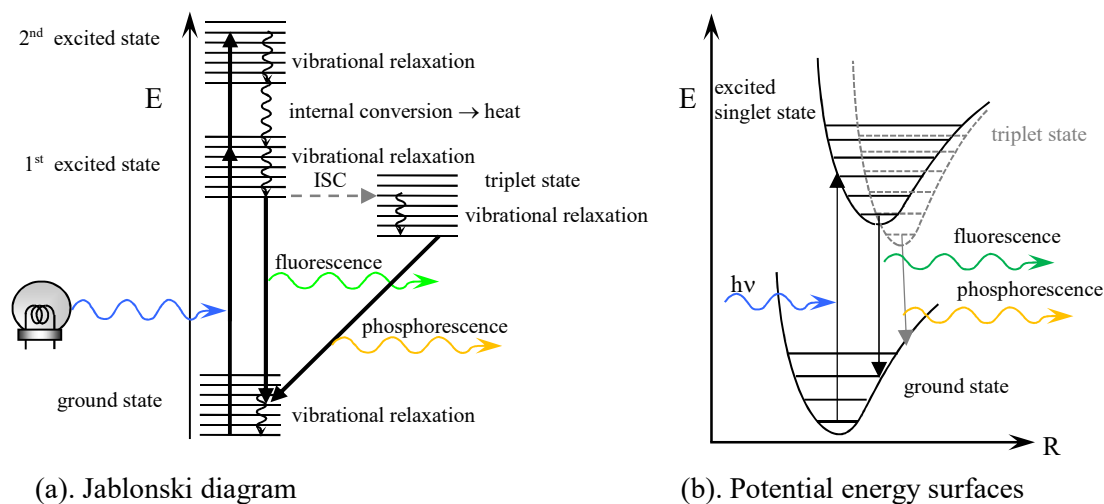 2nd excited state
vibrational relaxation
E
internal conversion → heat
1st excited state
vibrational relaxation
ISC
triplet state
vibrational relaxation
fluorescence
phosphorescence
ground state
vibrational relaxation
(a). Jablonski diagram
E
excited
singlet state
triplet state
fluorescence
hν
phosphorescence
ground state
R
(b). Potential energy surfaces